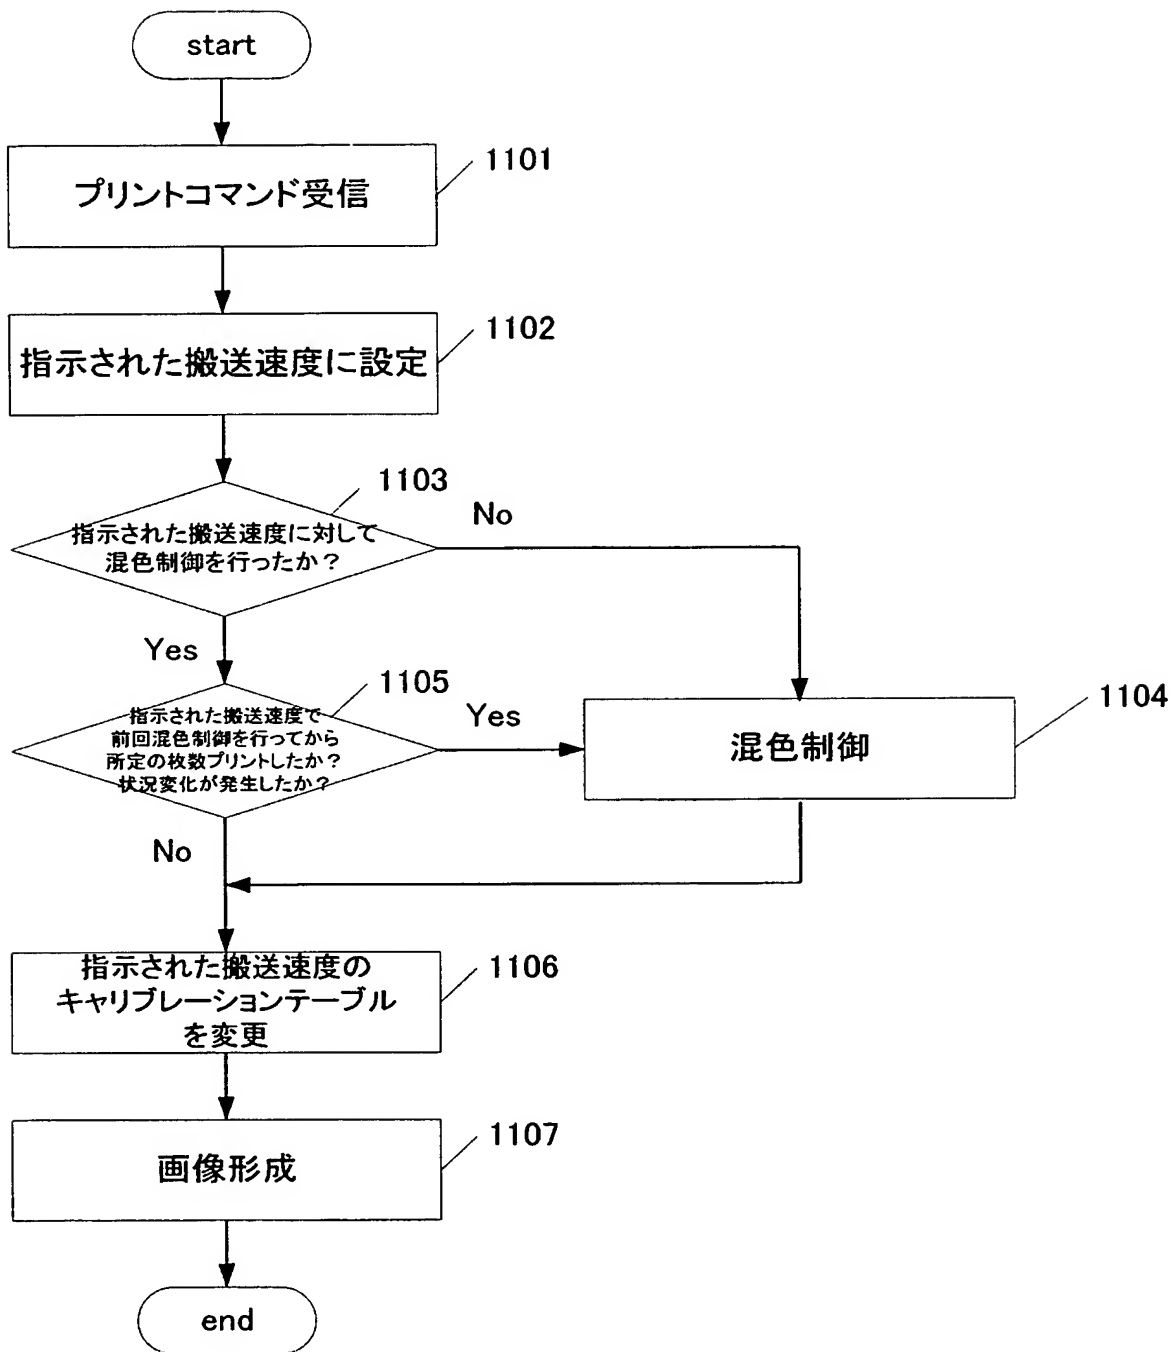 start
プリントコマンド受信
1101
指示された搬送速度に設定
1102
指示された搬送速度に対して
混色制御を行ったか？
1103
No
Yes
指示された搬送速度で
前回混色制御を行ってから
所定の枚数プリントしたか？
状況変化が発生したか？
1105
Yes
混色制御
1104
No
指示された搬送速度の
キャリブレーションテーブル
を変更
1106
画像形成
1107
end